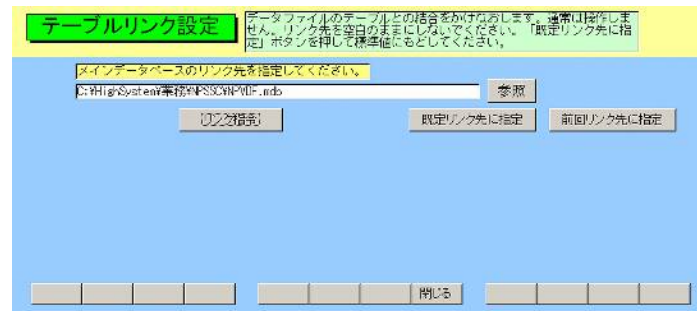 テーブルリンク設定
データファイルのテーブルとの結合をかけなおします。通常は操作しま
せん。リンク先を空白のままにしないでください。「既定リンク先に指
定」ボタンを押して標準値にもどしてください。
メインデータベースのリンク先を指定してください。
C:¥HighSystem¥業務¥NPSSC¥NPVDF.mdb
参照
既定リンク先に指定
前回リンク先に指定
閉じる